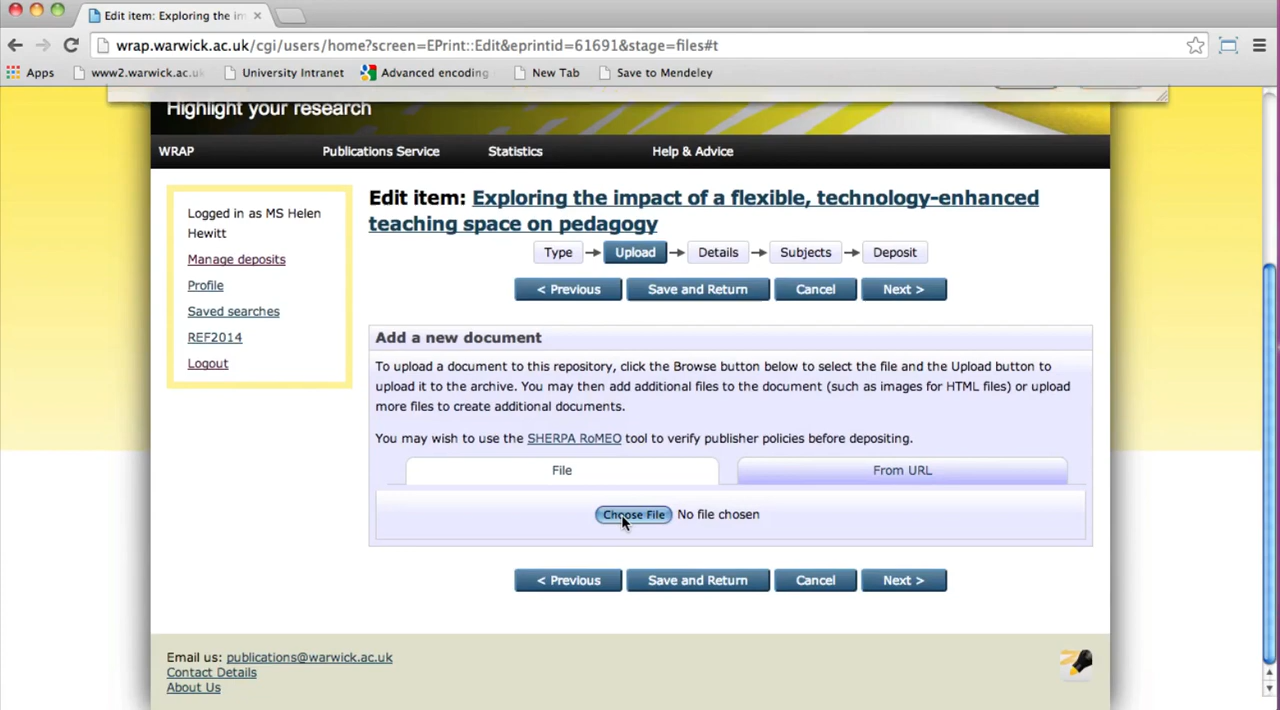 Edit item: Exploring the im
wrap.warwick.ac.uk/cgi/users/home?screen=EPrint::Edit&eprintid=61691&stage=files#t
Apps www2.warwick.ac.u University Intranet Advanced encoding New Tab Save to Mendeley
Highlight your research
WRAP Publications Service Statistics Help & Advice
Logged in as MS Helen
Hewitt
Manage deposits
Profile
Saved searches
REF2014
Logout
Edit item: Exploring the impact of a flexible, technology-enhanced
teaching space on pedagogy
Type Upload Details Subjects Deposit
< Previous Save and Return Cancel Next >
Add a new document
To upload a document to this repository, click the Browse button below to select the file and the Upload button to
upload it to the archive. You may then add additional files to the document (such as images for HTML files) or upload
more files to create additional documents.
You may wish to use the SHERPA RoMEO tool to verify publisher policies before depositing.
File From URL
Choose File No file chosen
< Previous Save and Return Cancel Next >
Email us: publications@warwick.ac.uk
Contact Details
About Us